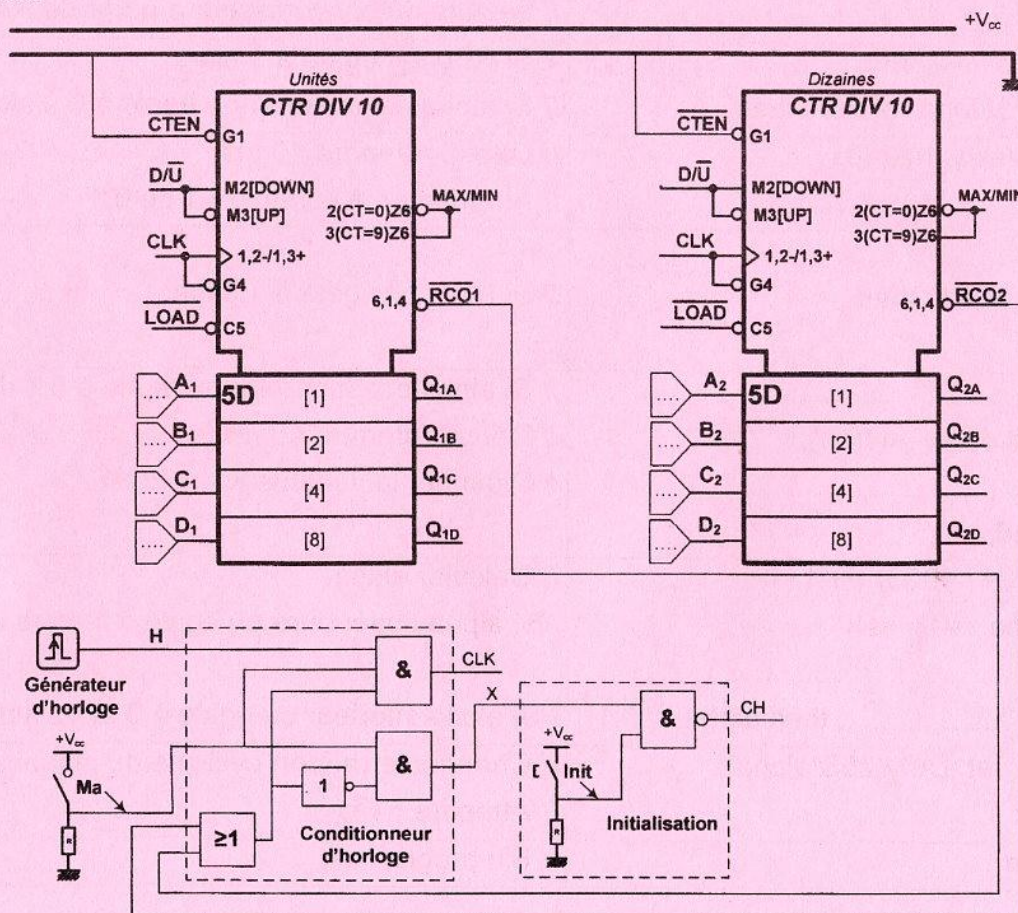 +Vcc
Unités
CTR DIV 10
CTEN
G1
D/U
M2[DOWN]
M3[UP]
2(CT=0)Z6
3(CT=9)Z6
MAX/MIN
CLK
1,2-/1,3+
G4
6,1,4
RCO1
LOAD
C5
A1
5D
[1]
Q1A
B1
[2]
Q1B
C1
[4]
Q1C
D1
[8]
Q1D
Dizaines
CTR DIV 10
CTEN
G1
D/U
M2[DOWN]
M3[UP]
2(CT=0)Z6
3(CT=9)Z6
MAX/MIN
CLK
1,2-/1,3+
G4
6,1,4
RCO2
LOAD
C5
A2
5D
[1]
Q2A
B2
[2]
Q2B
C2
[4]
Q2C
D2
[8]
Q2D
H
Générateur
d'horloge
&
CLK
X
&
CH
+Vcc
Ma
R
&
1
≥1
Conditionneur
d'horloge
+Vcc
Init
R
Initialisation